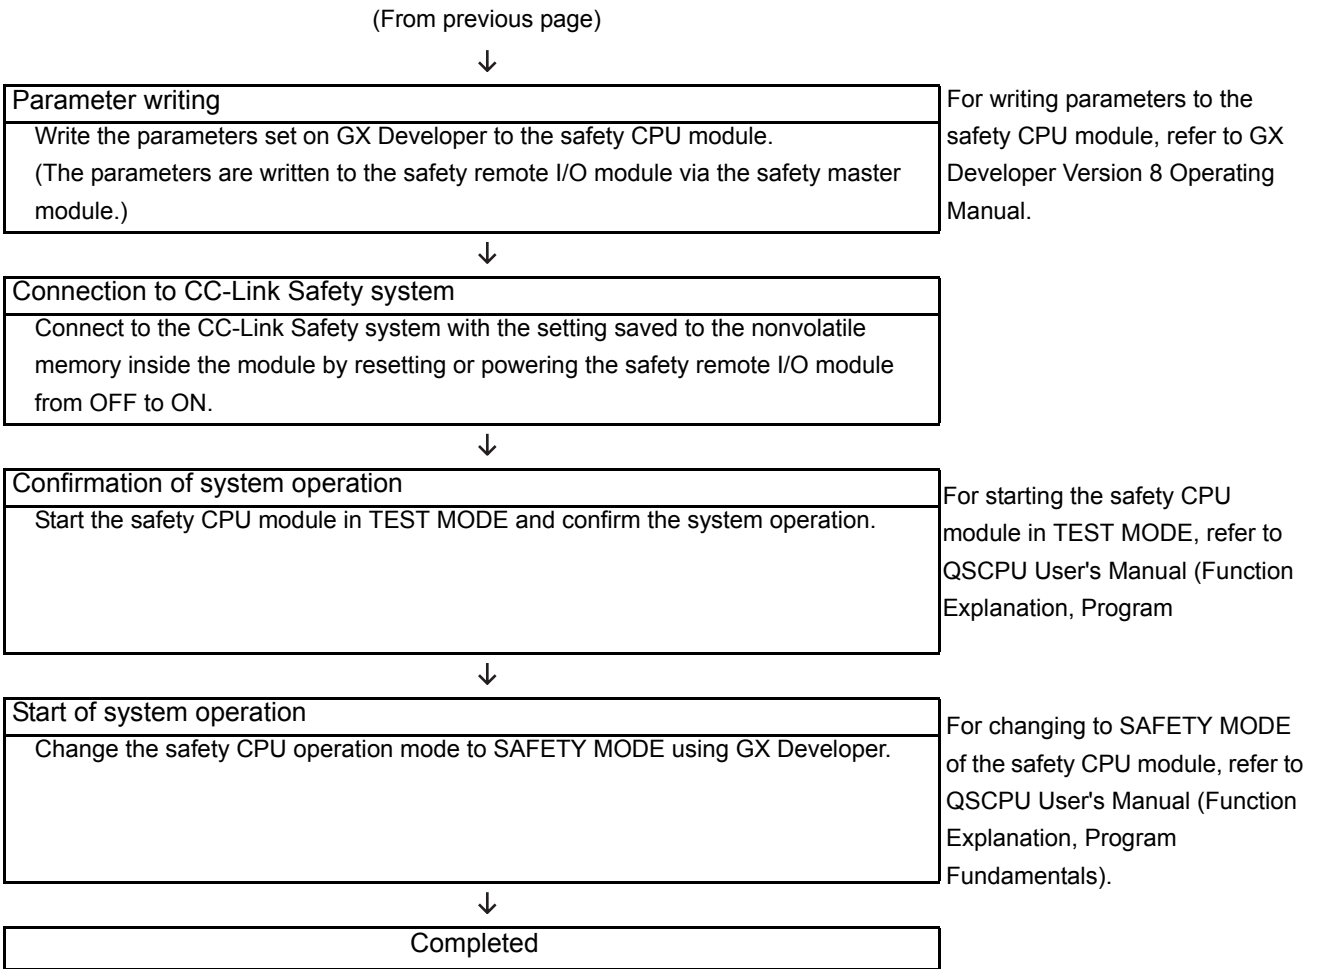 (From previous page)
↓
Parameter writing
Write the parameters set on GX Developer to the safety CPU module.
(The parameters are written to the safety remote I/O module via the safety master
module.)
For writing parameters to the
safety CPU module, refer to GX
Developer Version 8 Operating
Manual.
↓
Connection to CC-Link Safety system
Connect to the CC-Link Safety system with the setting saved to the nonvolatile
memory inside the module by resetting or powering the safety remote I/O module
from OFF to ON.
↓
Confirmation of system operation
Start the safety CPU module in TEST MODE and confirm the system operation.
For starting the safety CPU
module in TEST MODE, refer to
QSCPU User's Manual (Function
Explanation, Program
↓
Start of system operation
Change the safety CPU operation mode to SAFETY MODE using GX Developer.
For changing to SAFETY MODE
of the safety CPU module, refer to
QSCPU User's Manual (Function
Explanation, Program
Fundamentals).
↓
Completed